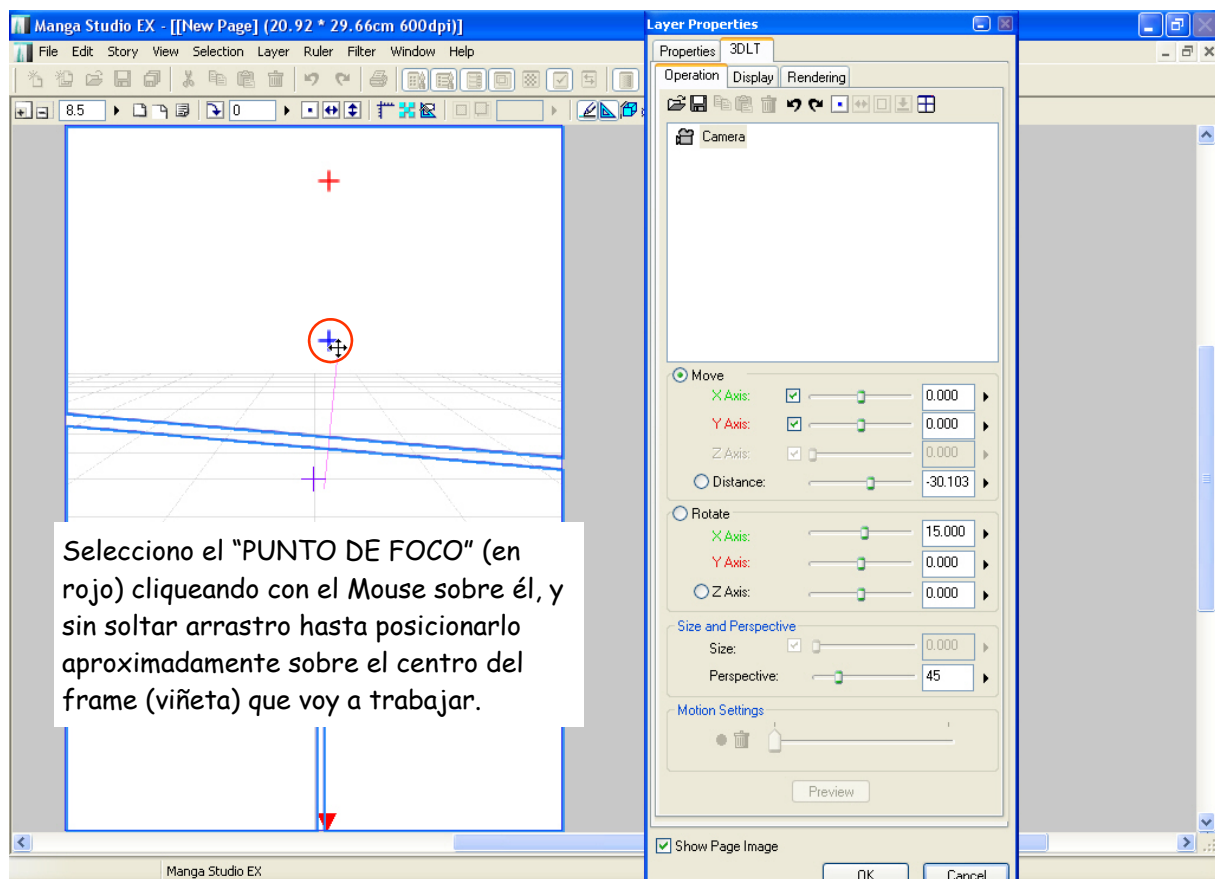 Manga Studio EX - [[New Page] (20.92 * 29.66cm 600dpi)]
File Edit Story View Selection Layer Ruler Filter Window Help
8.5
0
Selecciono el "PUNTO DE FOCO" (en
rojo) cliqueando con el Mouse sobre él, y
sin soltar arrastro hasta posicionarlo
aproximadamente sobre el centro del
frame (viñeta) que voy a trabajar.
Manga Studio EX
Layer Properties
Properties 3DLT
Operation Display Rendering
Camera
Move
X Axis: 0.000
Y Axis: 0.000
Z Axis: 0.000
Distance: -30.103
Rotate
X Axis: 15.000
Y Axis: 0.000
Z Axis: 0.000
Size and Perspective
Size: 0.000
Perspective: 45
Motion Settings
Preview
Show Page Image
OK Cancel